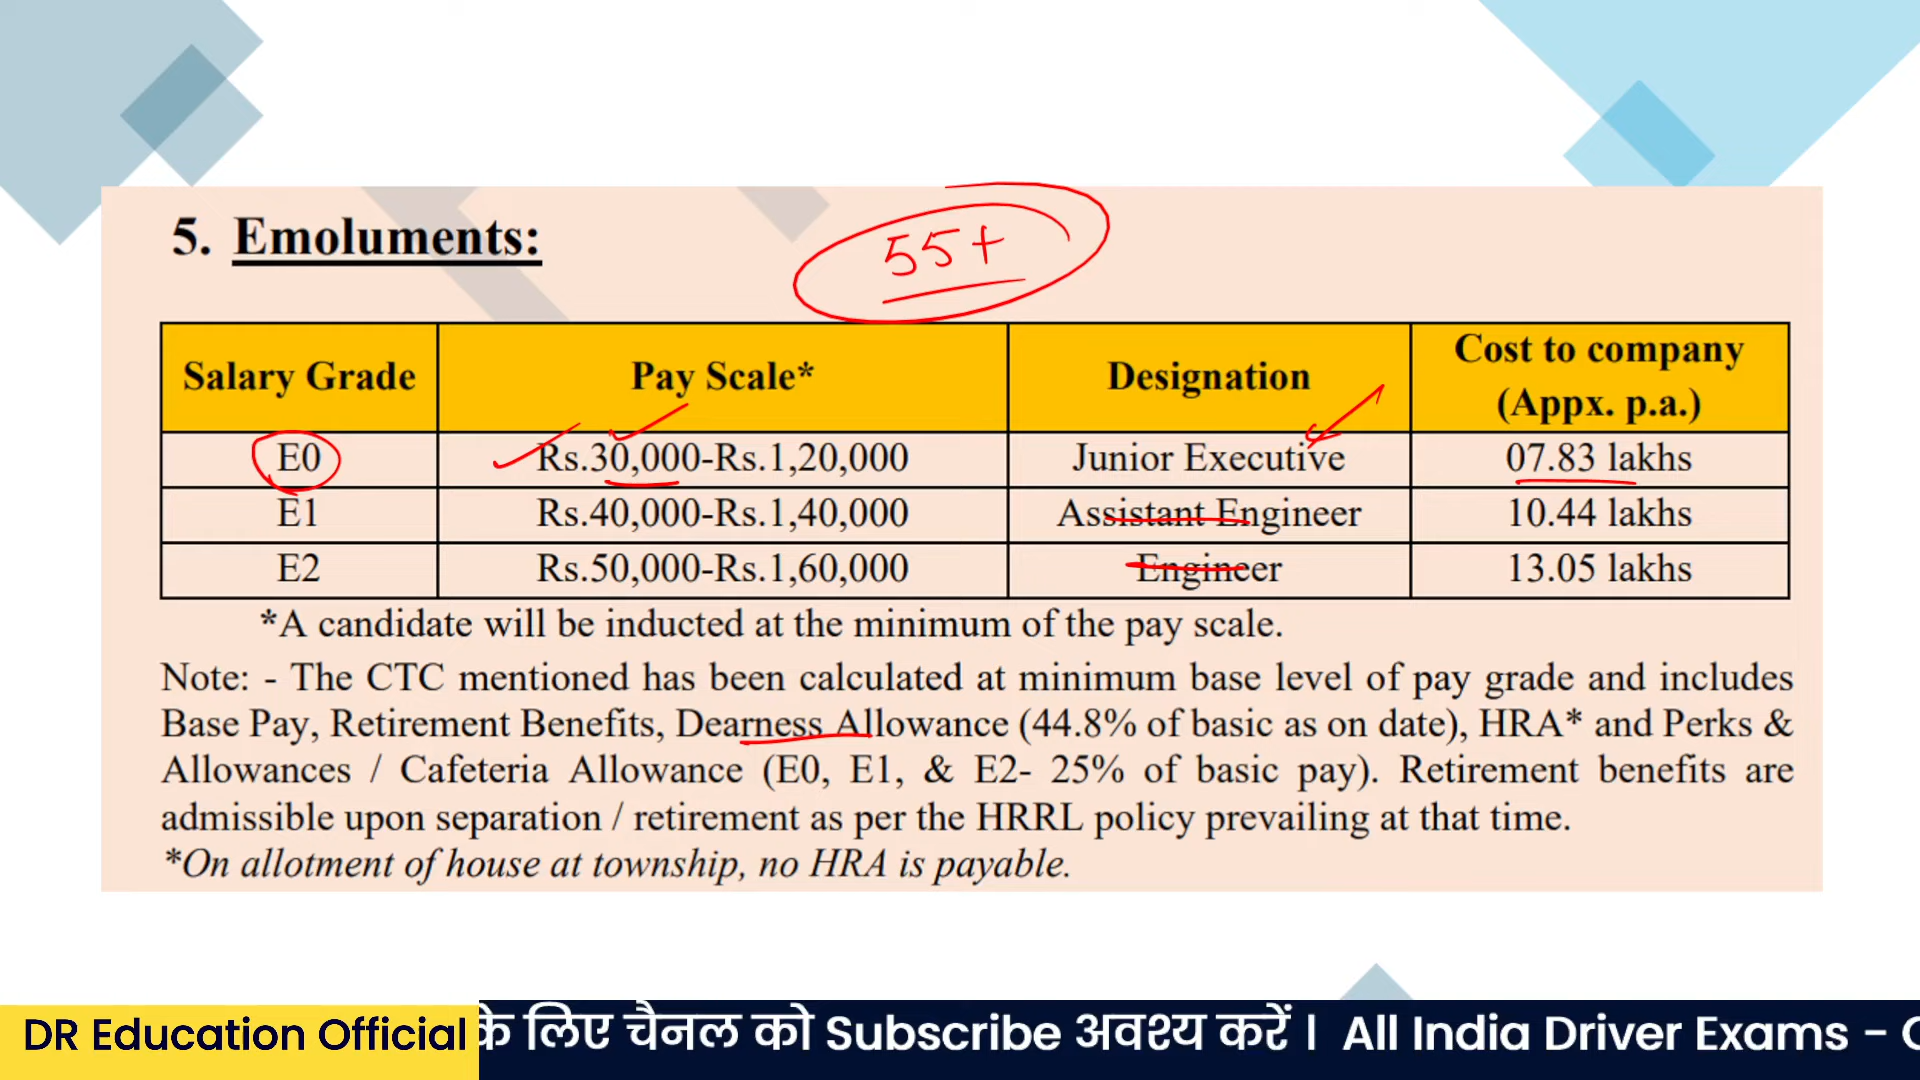 5. Emoluments:
55+
Salary Grade Pay Scale* Designation Cost to company (Appx. p.a.)
E0 Rs.30,000-Rs.1,20,000 Junior Executive 07.83 lakhs
E1 Rs.40,000-Rs.1,40,000 Assistant Engineer 10.44 lakhs
E2 Rs.50,000-Rs.1,60,000 Engineer 13.05 lakhs
*A candidate will be inducted at the minimum of the pay scale.
Note: - The CTC mentioned has been calculated at minimum base level of pay grade and includes
Base Pay, Retirement Benefits, Dearness Allowance (44.8% of basic as on date), HRA* and Perks &
Allowances / Cafeteria Allowance (E0, E1, & E2- 25% of basic pay). Retirement benefits are
admissible upon separation / retirement as per the HRRL policy prevailing at that time.
*On allotment of house at township, no HRA is payable.
DR Education Official के लिए चैनल को Subscribe अवश्य करें । All India Driver Exams -